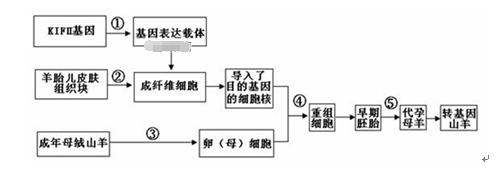 KIFⅡ基因
①
基因表达载体
羊胎儿皮肤
组织块
②
成纤维细胞
导入了
目的基因
的细胞核
④
重组
细胞
早期
胚胎
⑤
代孕
母羊
转基因
山羊
成年母绒山羊
③
卵（母）细胞